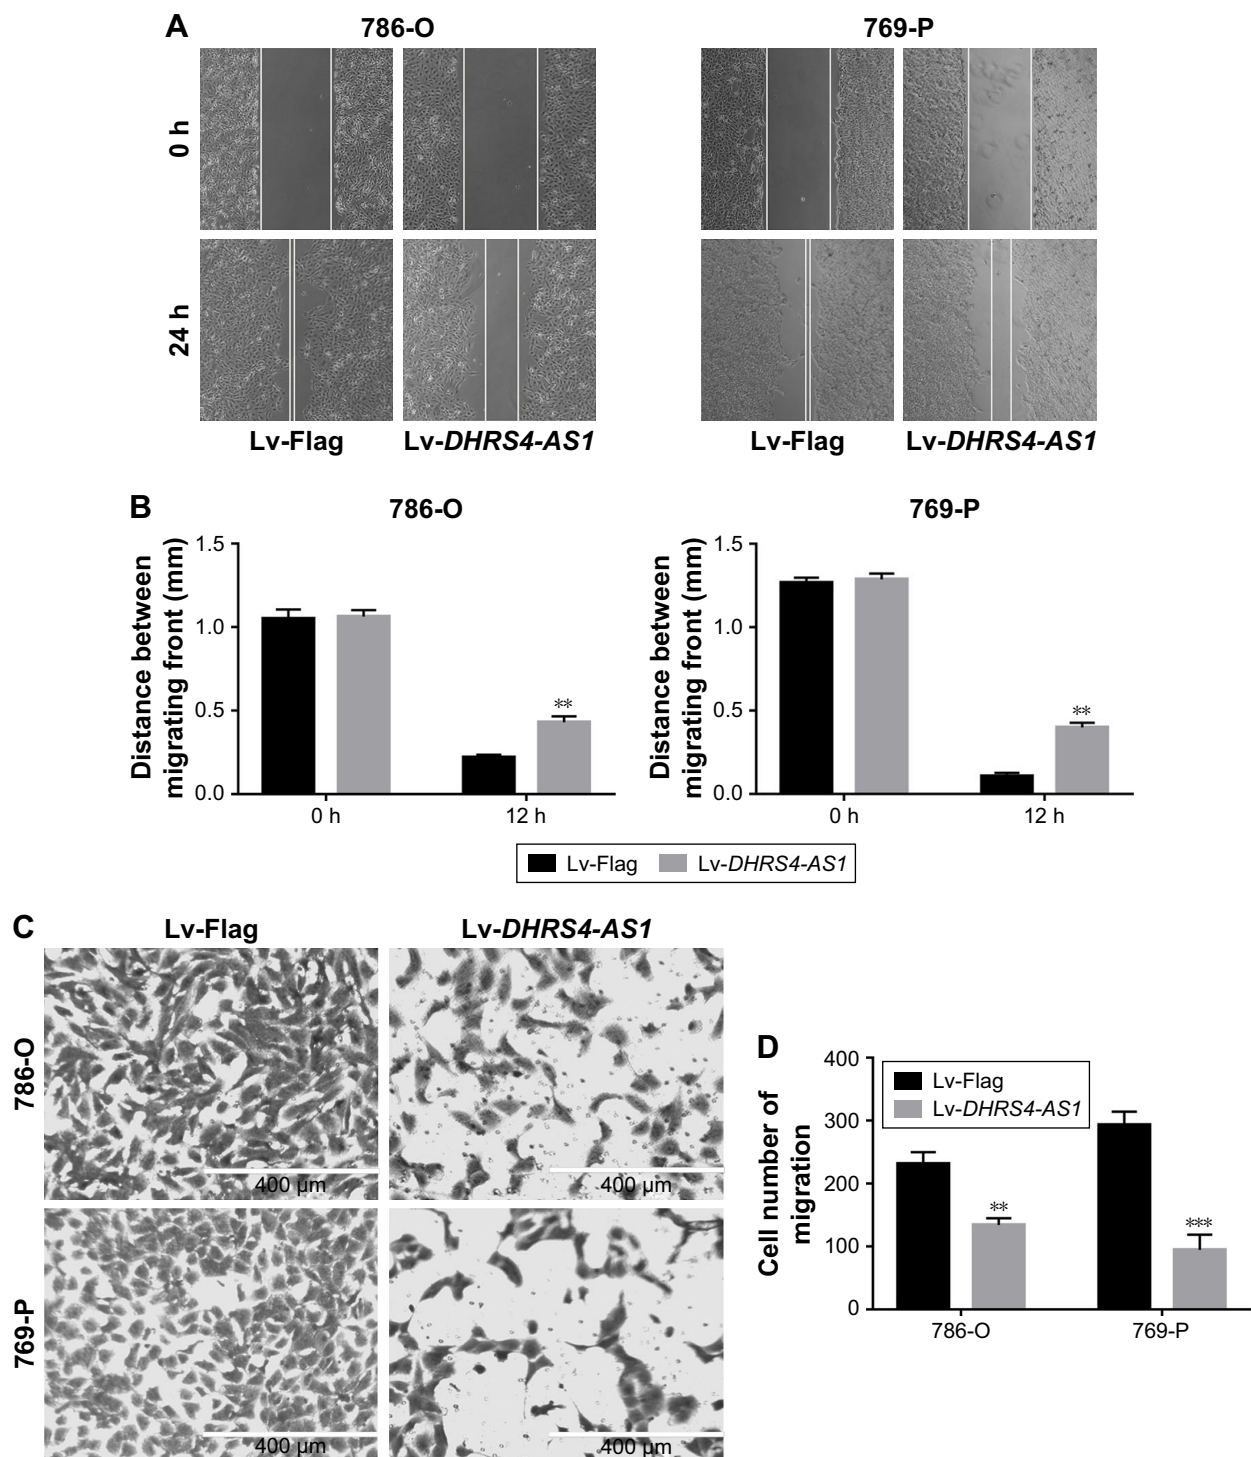 A
786-O
769-P
0 h
24 h
Lv-Flag
Lv-DHRS4-AS1
Lv-Flag
Lv-DHRS4-AS1
B
786-O
769-P
Distance between
migrating front (mm)
1.5
1.0
0.5
0.0
**
0 h
12 h
Distance between
migrating front (mm)
1.5
1.0
0.5
0.0
**
0 h
12 h
Lv-Flag
Lv-DHRS4-AS1
C
Lv-Flag
Lv-DHRS4-AS1
786-O
400 µm
400 µm
769-P
400 µm
400 µm
D
Cell number of
migration
400
300
200
100
0
Lv-Flag
Lv-DHRS4-AS1
**
***
786-O
769-P